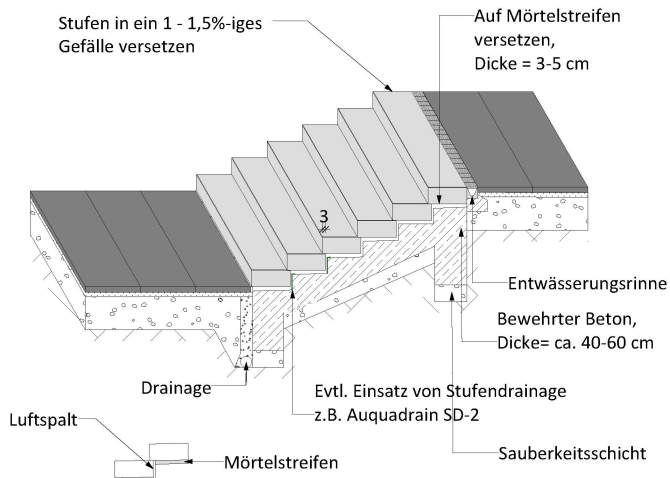 Stufen in ein 1 - 1,5%-iges
Gefälle versetzen
Auf Mörtelstreifen
versetzen,
Dicke = 3-5 cm
3
Entwässerungsrinne
Bewehrter Beton,
Dicke= ca. 40-60 cm
Drainage
Evtl. Einsatz von Stufendrainage
z.B. Auquadrain SD-2
Luftspalt
Mörtelstreifen
Sauberkeitsschicht